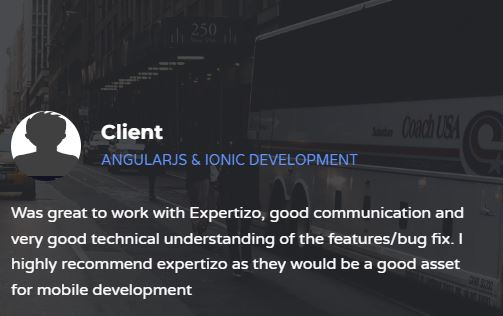 250
Coach USA
Client
ANGULARJS & IONIC DEVELOPMENT
Was great to work with Expertizo, good communication and
very good technical understanding of the features/bug fix. I
highly recommend expertizo as they would be a good asset
for mobile development